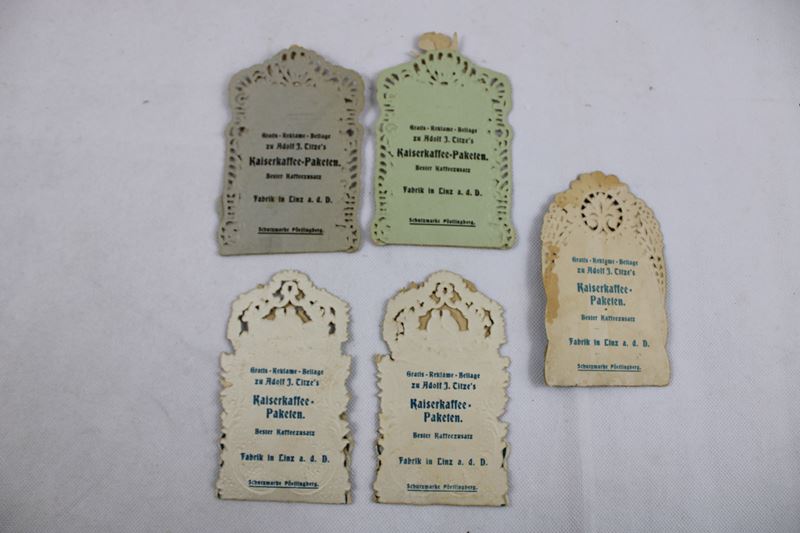 Gratis-Reklame-Beilage
zu Adolf J. Titze's
Kaiserkaffee-Paketen.
Bester Kaffeezusatz
Fabrik in Linz a. d. D.
Schutzmarke Pöstlingberg.
Gratis-Reklame-Beilage
zu Adolf J. Titze's
Kaiserkaffee-Paketen.
Bester Kaffeezusatz
Fabrik in Linz a. d. D.
Schutzmarke Pöstlingberg.
Gratis-Reklame-Beilage
zu Adolf J. Titze's
Kaiserkaffee-
Paketen.
Bester Kaffeezusatz
Fabrik in Linz a. d. D.
Schutzmarke Pöstlingberg.
Gratis-Reklame-Beilage
zu Adolf J. Titze's
Kaiserkaffee-
Paketen.
Bester Kaffeezusatz
Fabrik in Linz a. d. D.
Schutzmarke Pöstlingberg.
Gratis-Reklame-Beilage
zu Adolf J. Titze's
Kaiserkaffee-
Paketen.
Bester Kaffeezusatz
Fabrik in Linz a. d. D.
Schutzmarke Pöstlingberg.